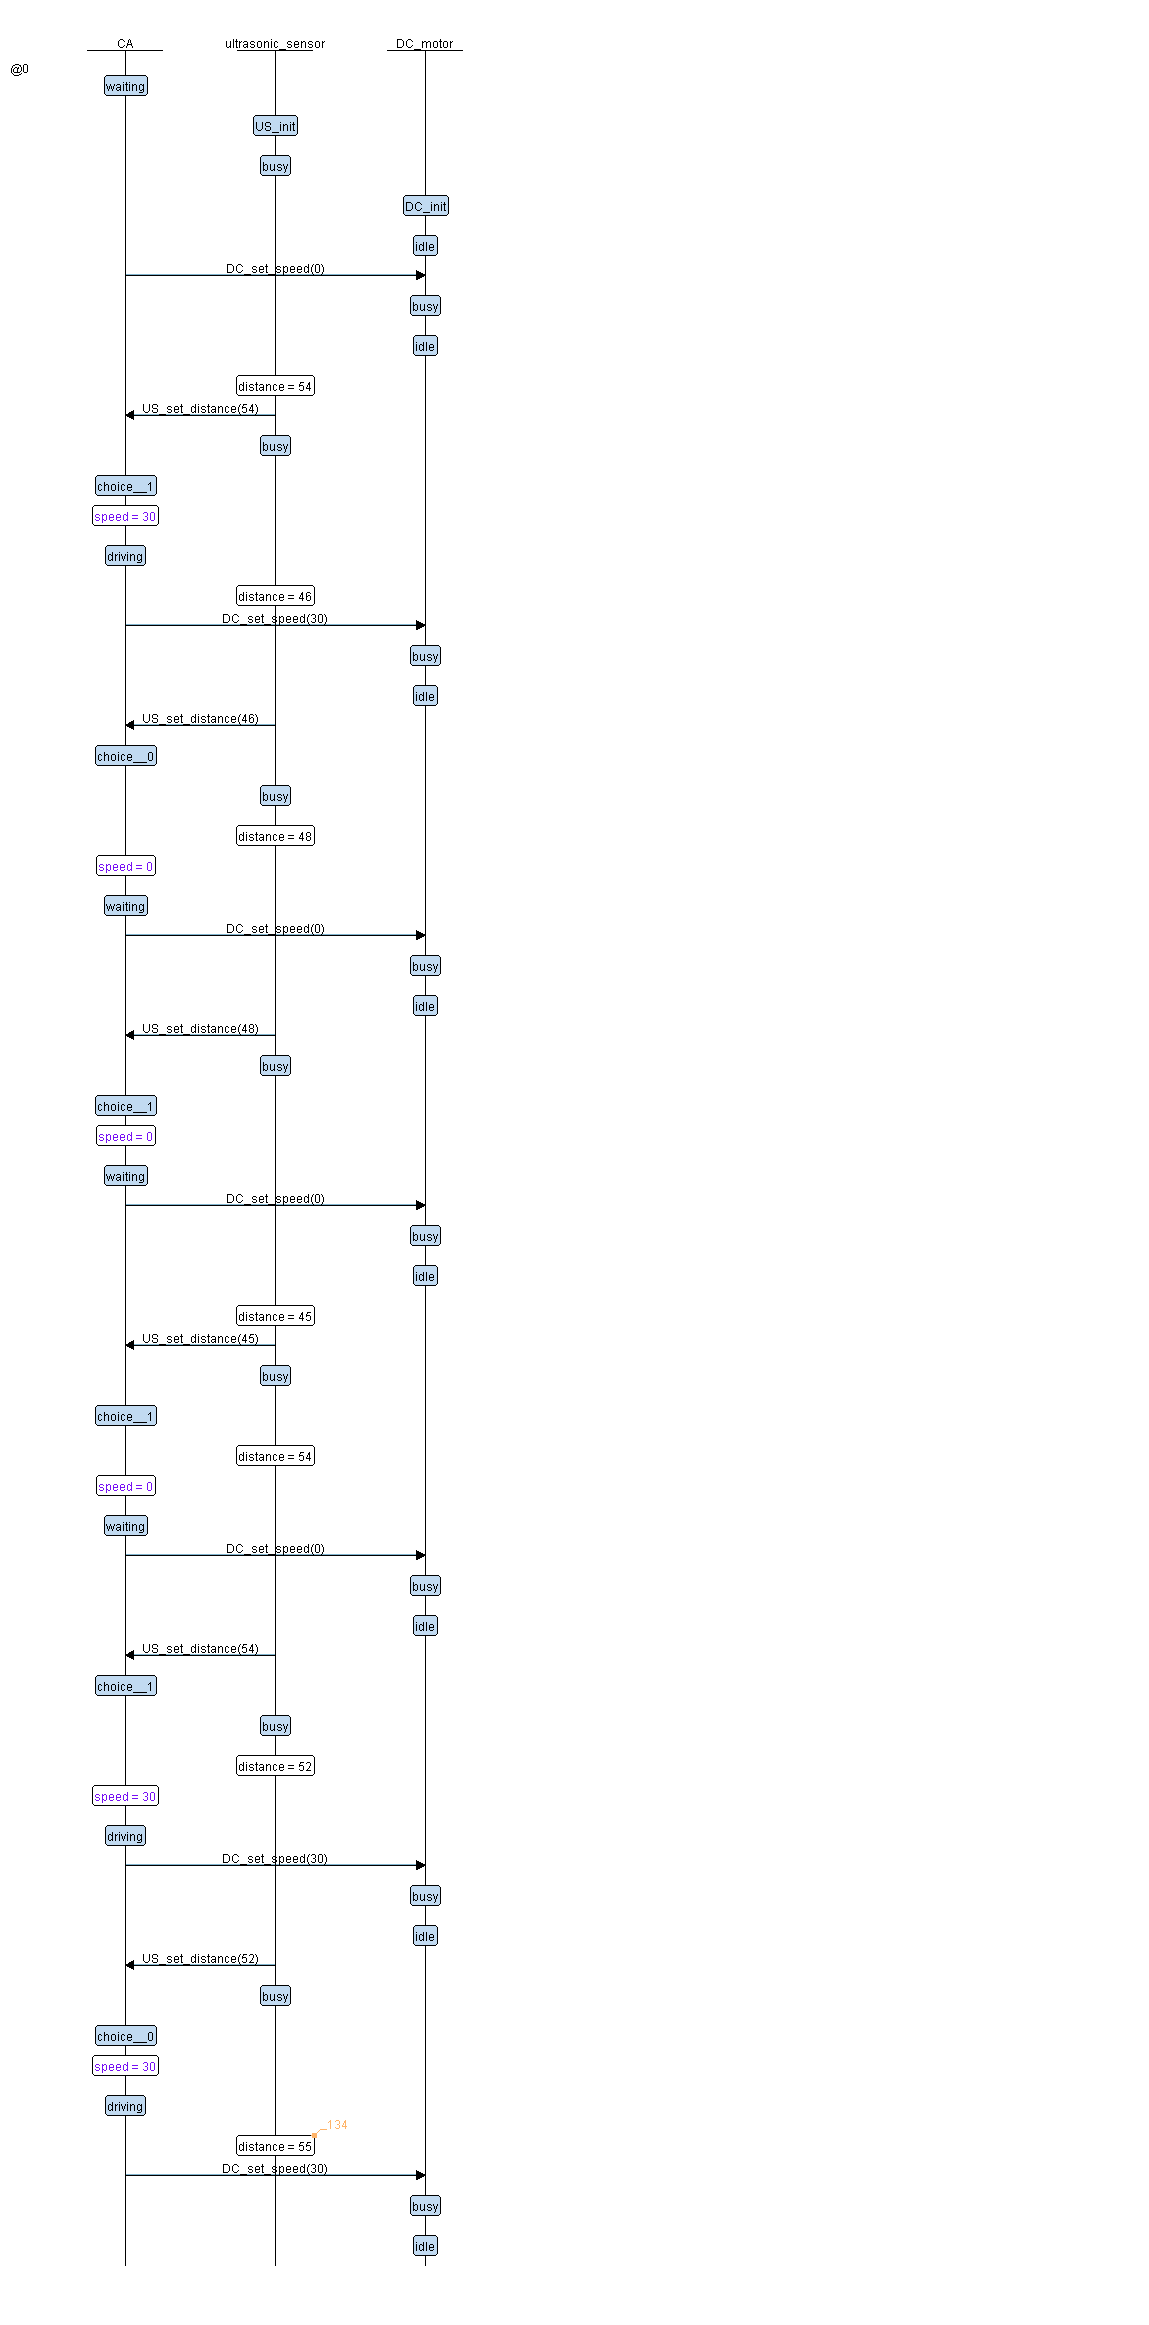 CA ultrasonic_sensor DC_motor
@0
waiting
US_init
busy
DC_init
idle
DC_set_speed(0)
busy
idle
distance = 54
US_set_distance(54)
busy
choice__1
speed = 30
driving
distance = 46
DC_set_speed(30)
busy
idle
US_set_distance(46)
choice__0
busy
distance = 48
speed = 0
waiting
DC_set_speed(0)
busy
idle
US_set_distance(48)
busy
choice__1
speed = 0
waiting
DC_set_speed(0)
busy
idle
distance = 45
US_set_distance(45)
busy
choice__1
distance = 54
speed = 0
waiting
DC_set_speed(0)
busy
idle
US_set_distance(54)
choice__1
busy
distance = 52
speed = 30
driving
DC_set_speed(30)
busy
idle
US_set_distance(52)
busy
choice__0
speed = 30
driving
134
distance = 55
DC_set_speed(30)
busy
idle